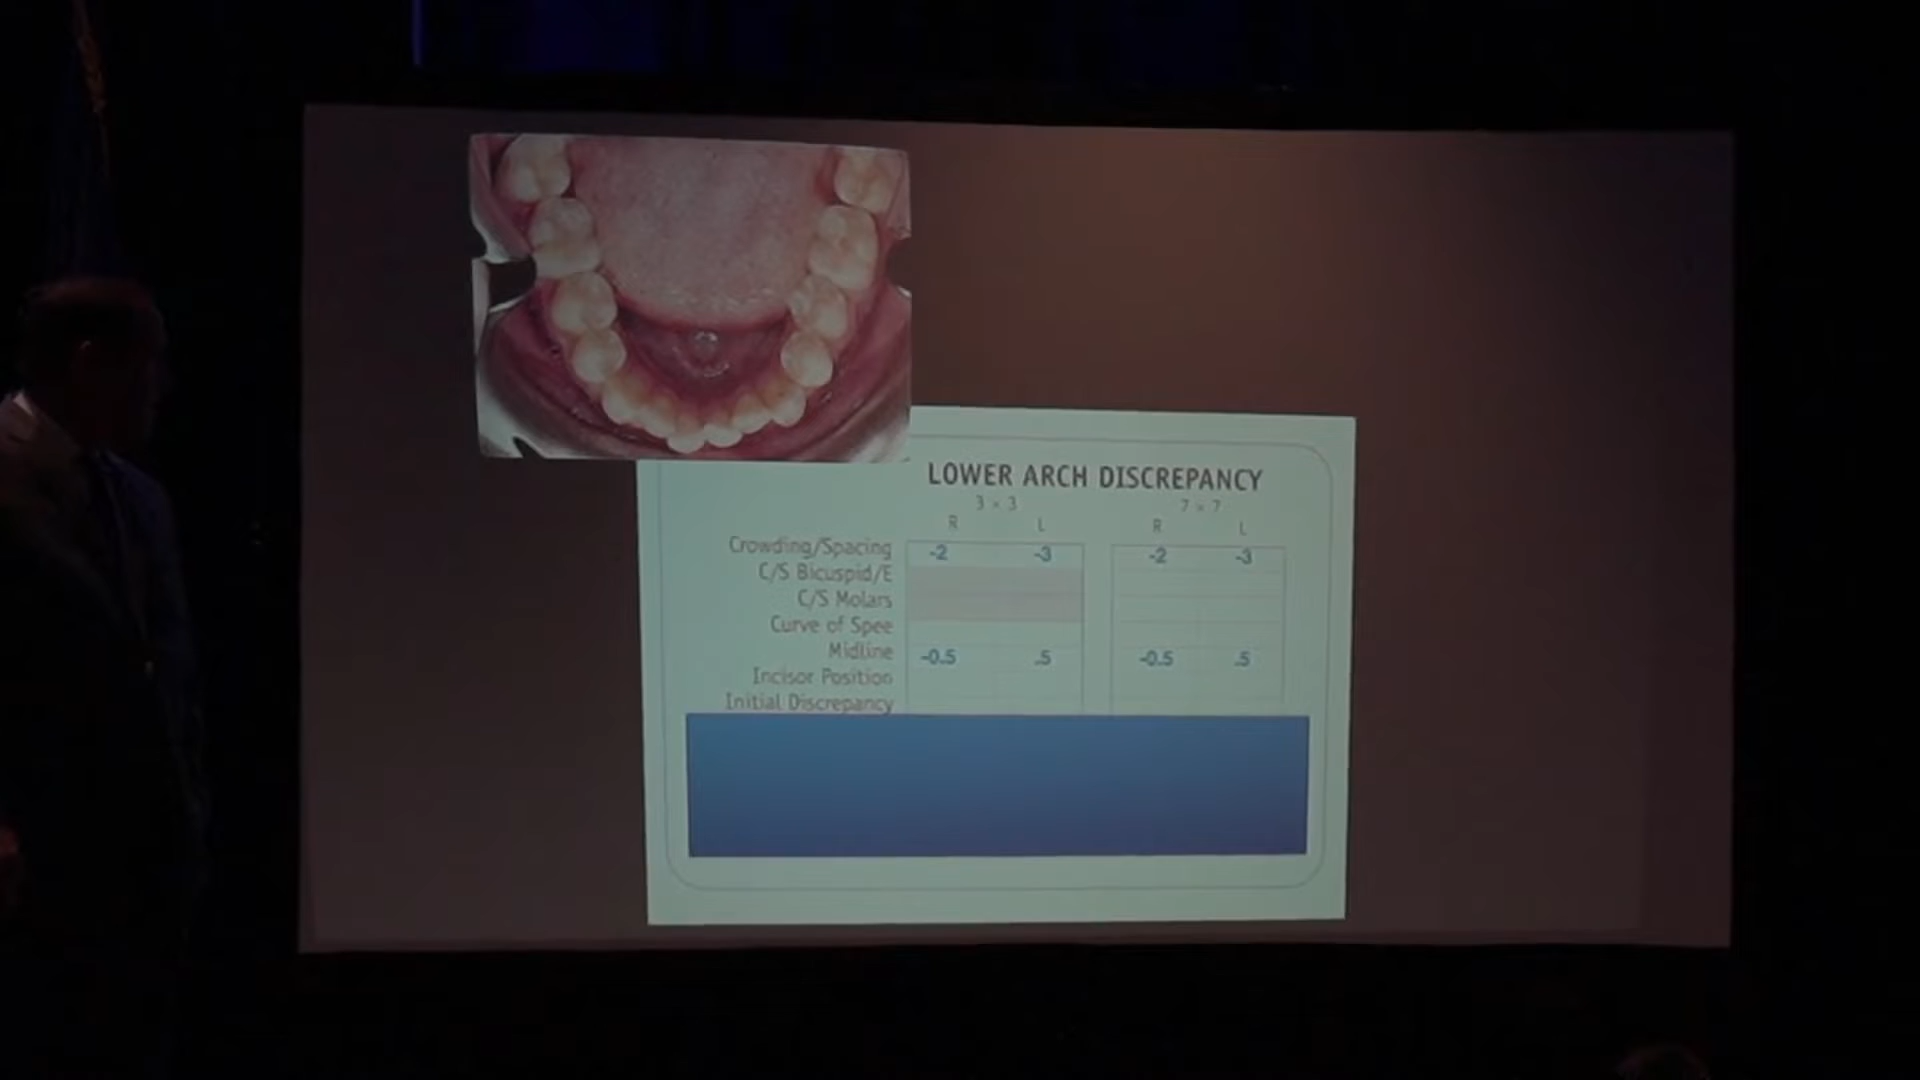 LOWER ARCH DISCREPANCY
3 × 3 7 × 7
R L R L
Crowding/Spacing -2 -3 -2 -3
C/S Bicuspid/E
C/S Molars
Curve of Spee
Midline -0.5 .5 -0.5 .5
Incisor Position
Initial Discrepancy